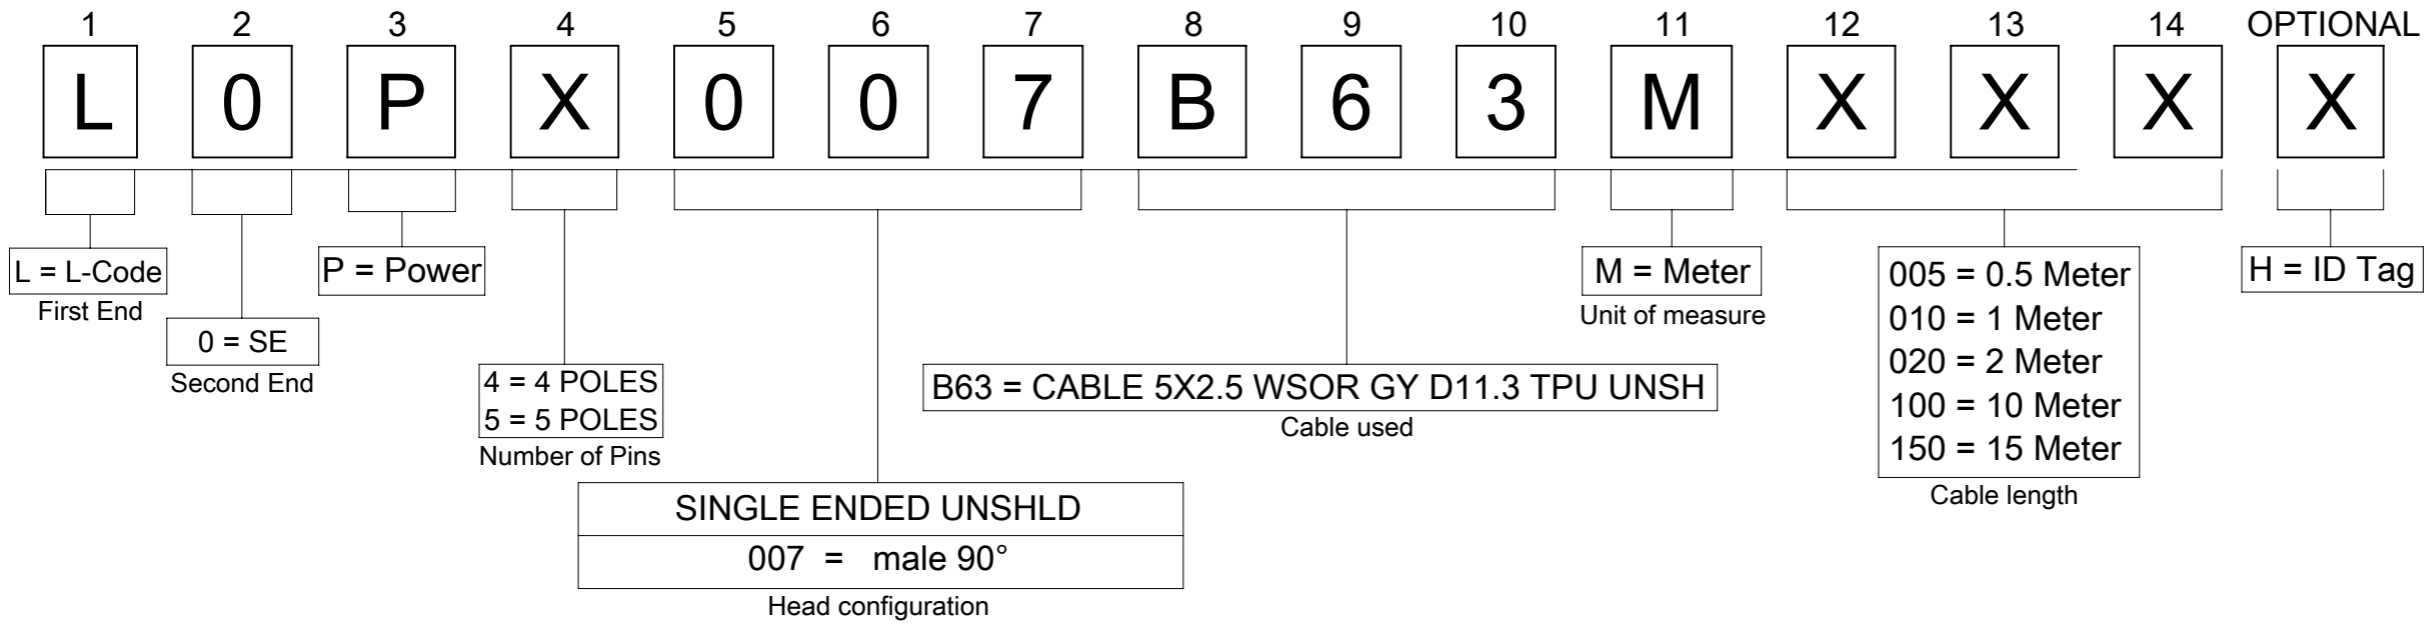 1 2 3 4 5 6 7 8 9 10 11 12 13 14 OPTIONAL
L 0 P X 0 0 7 B 6 3 M X X X X
L = L-Code
First End
0 = SE
Second End
P = Power
4 = 4 POLES
5 = 5 POLES
Number of Pins
SINGLE ENDED UNSHLD
007 = male 90°
Head configuration
B63 = CABLE 5X2.5 WSOR GY D11.3 TPU UNSH
Cable used
M = Meter
Unit of measure
005 = 0.5 Meter
010 = 1 Meter
020 = 2 Meter
100 = 10 Meter
150 = 15 Meter
Cable length
H = ID Tag